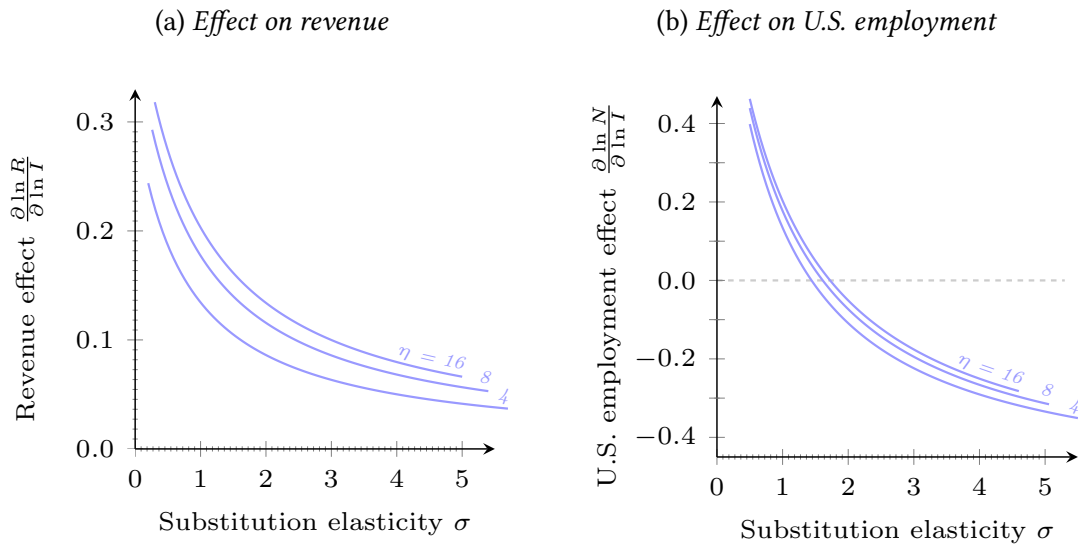 (a) Effect on revenue
Revenue effect ∂ ln R / ∂ ln I
0.3
0.2
0.1
0.0
η = 16
8
4
0 1 2 3 4 5
Substitution elasticity σ
(b) Effect on U.S. employment
U.S. employment effect ∂ ln N / ∂ ln I
0.4
0.2
0.0
−0.2
−0.4
η = 16
8
4
0 1 2 3 4 5
Substitution elasticity σ